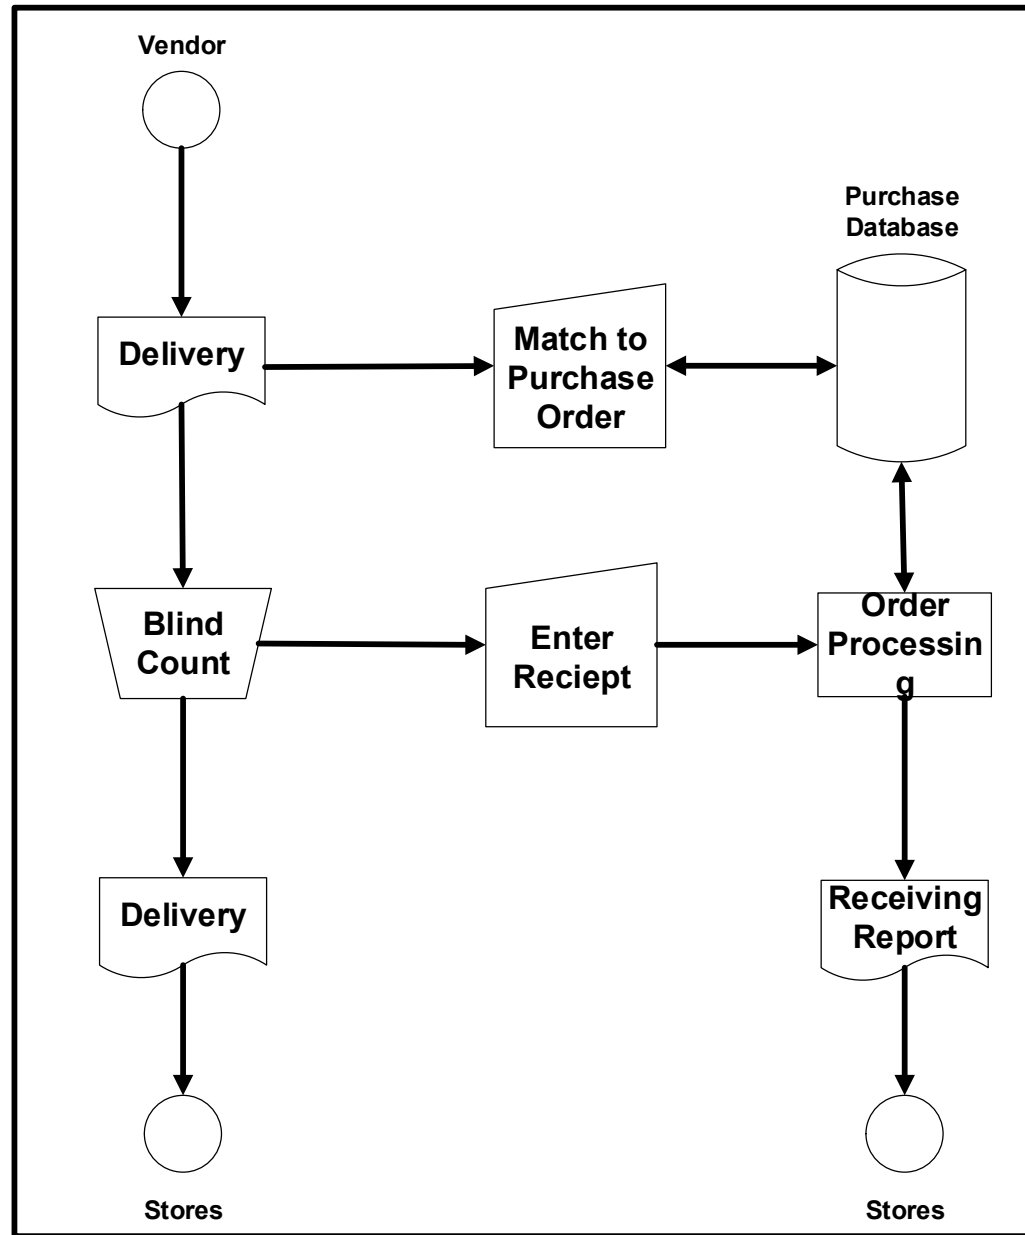 Vendor
Purchase
Database
Delivery
Match to
Purchase
Order
Blind
Count
Enter
Reciept
Order
Processin
g
Delivery
Receiving
Report
Stores
Stores